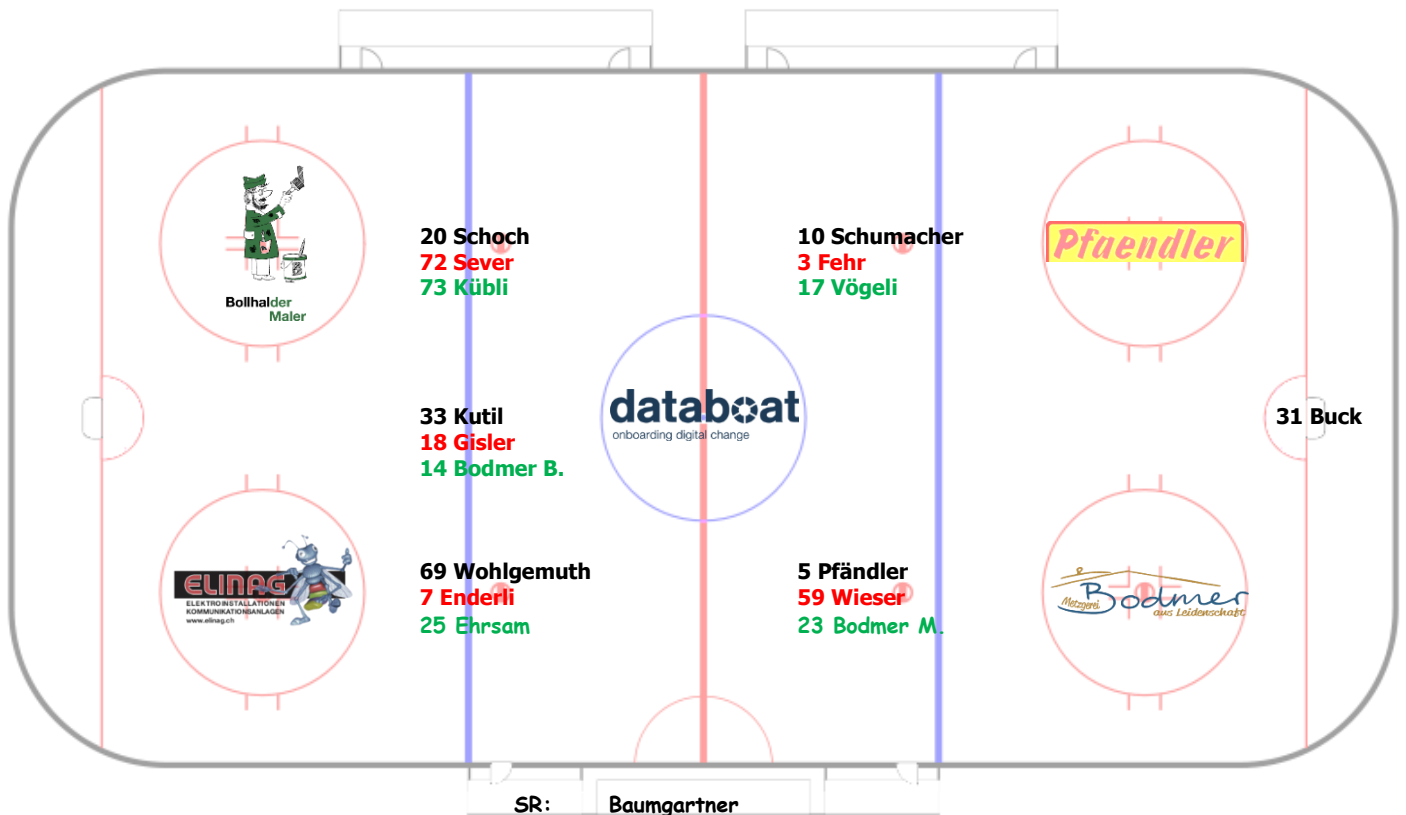 20 Schoch
72 Sever
73 Kübli
10 Schumacher
3 Fehr
17 Vögeli
Pfaendler
Bollhalder
Maler
33 Kutil
18 Gisler
14 Bodmer B.
databoat
onboarding digital change
31 Buck
69 Wohlgemuth
7 Enderli
25 Ehrsam
5 Pfändler
59 Wieser
23 Bodmer M.
ELINAG
ELEKTROINSTALLATIONEN
KOMMUNIKATIONSANLAGEN
www.elinag.ch
Metzgerei Bodmer
aus Leidenschaft
SR: Baumgartner